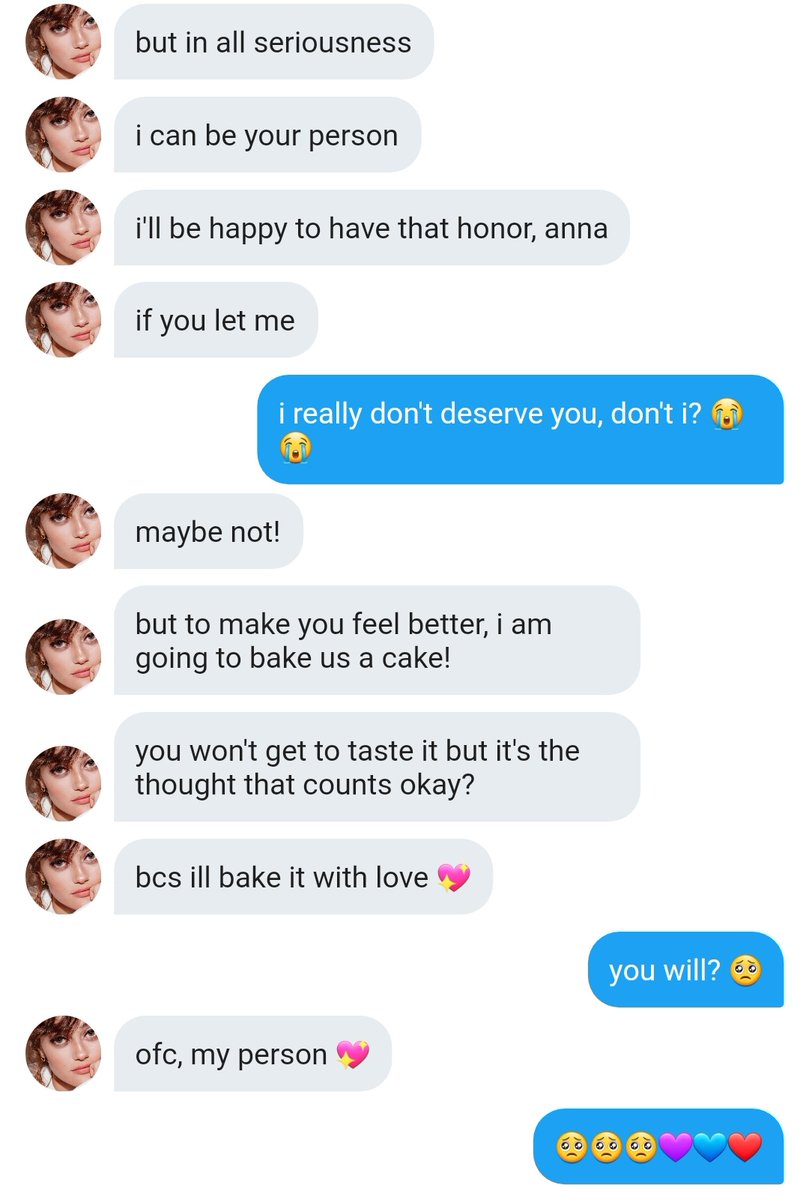 but in all seriousness
i can be your person
i'll be happy to have that honor, anna
if you let me
i really don't deserve you, don't i? 😭
😭
maybe not!
but to make you feel better, i am
going to bake us a cake!
you won't get to taste it but it's the
thought that counts okay?
bcs ill bake it with love 💖
you will? 🥺
ofc, my person 💖
🥺🥺🥺💜💙❤️